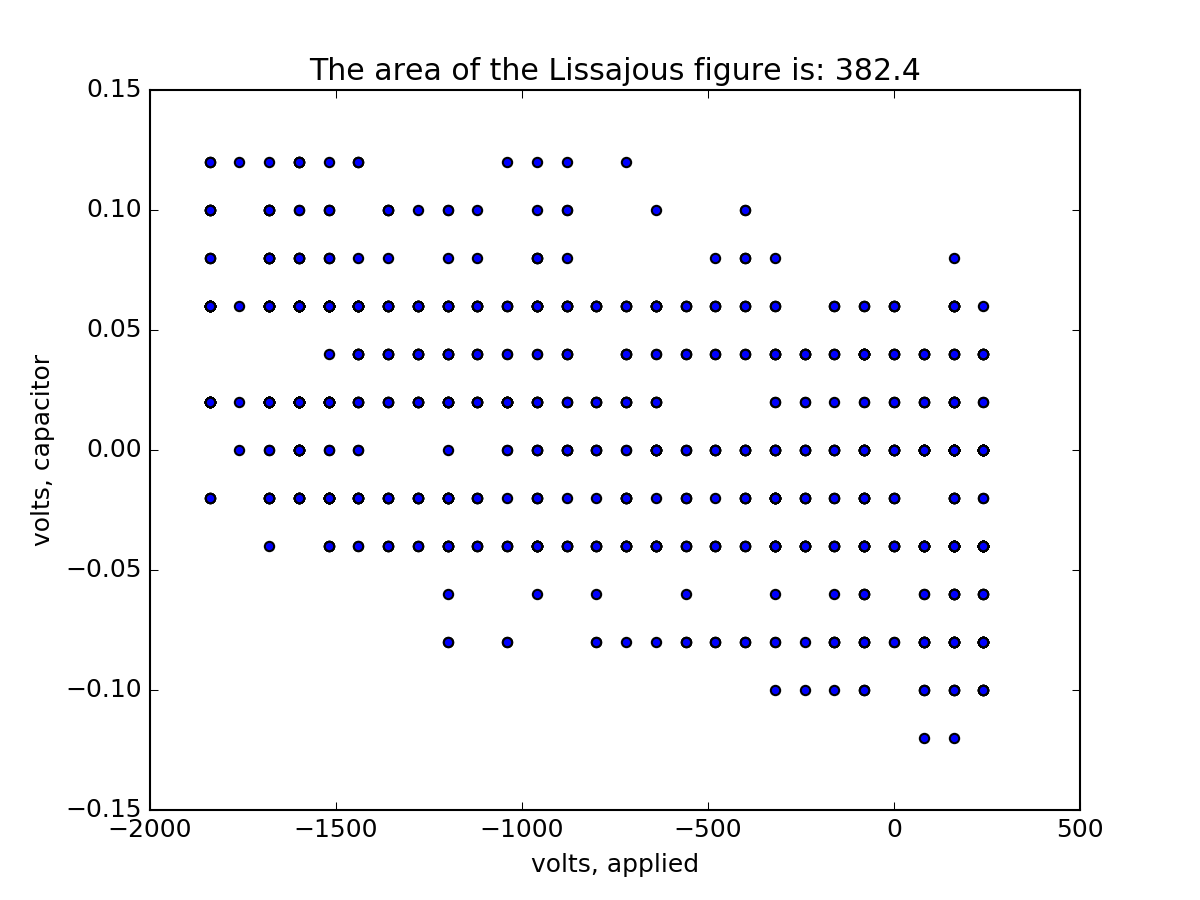 The area of the Lissajous figure is: 382.4
0.15
0.10
0.05
0.00
−0.05
−0.10
−0.15
volts, capacitor
−2000 −1500 −1000 −500 0 500
volts, applied